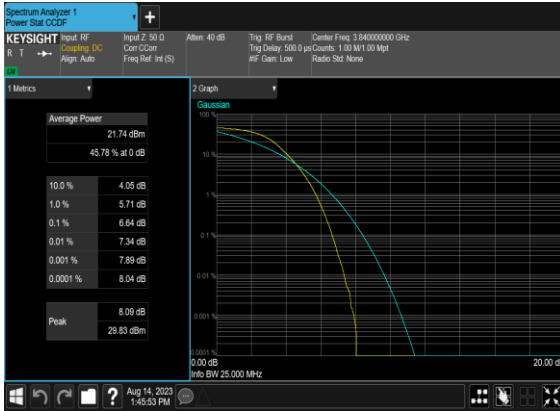 Spectrum Analyzer 1
Power Stat CCDF
+
KEYSIGHT
R T
LV
Input: RF
Coupling: DC
Align: Auto
Input Z: 50 Ω
Corr CCorr
Freq Ref: Int (S)
Atten: 40 dB
Trig: RF Burst
Trig Delay: 500.0 µs
#IF Gain: Low
Center Freq: 3.840000000 GHz
Counts: 1.00 M/1.00 Mpt
Radio Std: None
1 Metrics
Average Power
21.74 dBm
45.78 % at 0 dB
10.0 % 4.05 dB
1.0 % 5.71 dB
0.1 % 6.64 dB
0.01 % 7.34 dB
0.001 % 7.89 dB
0.0001 % 8.04 dB
Peak
8.09 dB
29.83 dBm
2 Graph
Gaussian
100 %
10 %
1 %
0.1 %
0.01 %
0.001 %
0.0001 %
0.00 dB
20.00 d
Info BW 25.000 MHz
?
Aug 14, 2023
1:45:53 PM